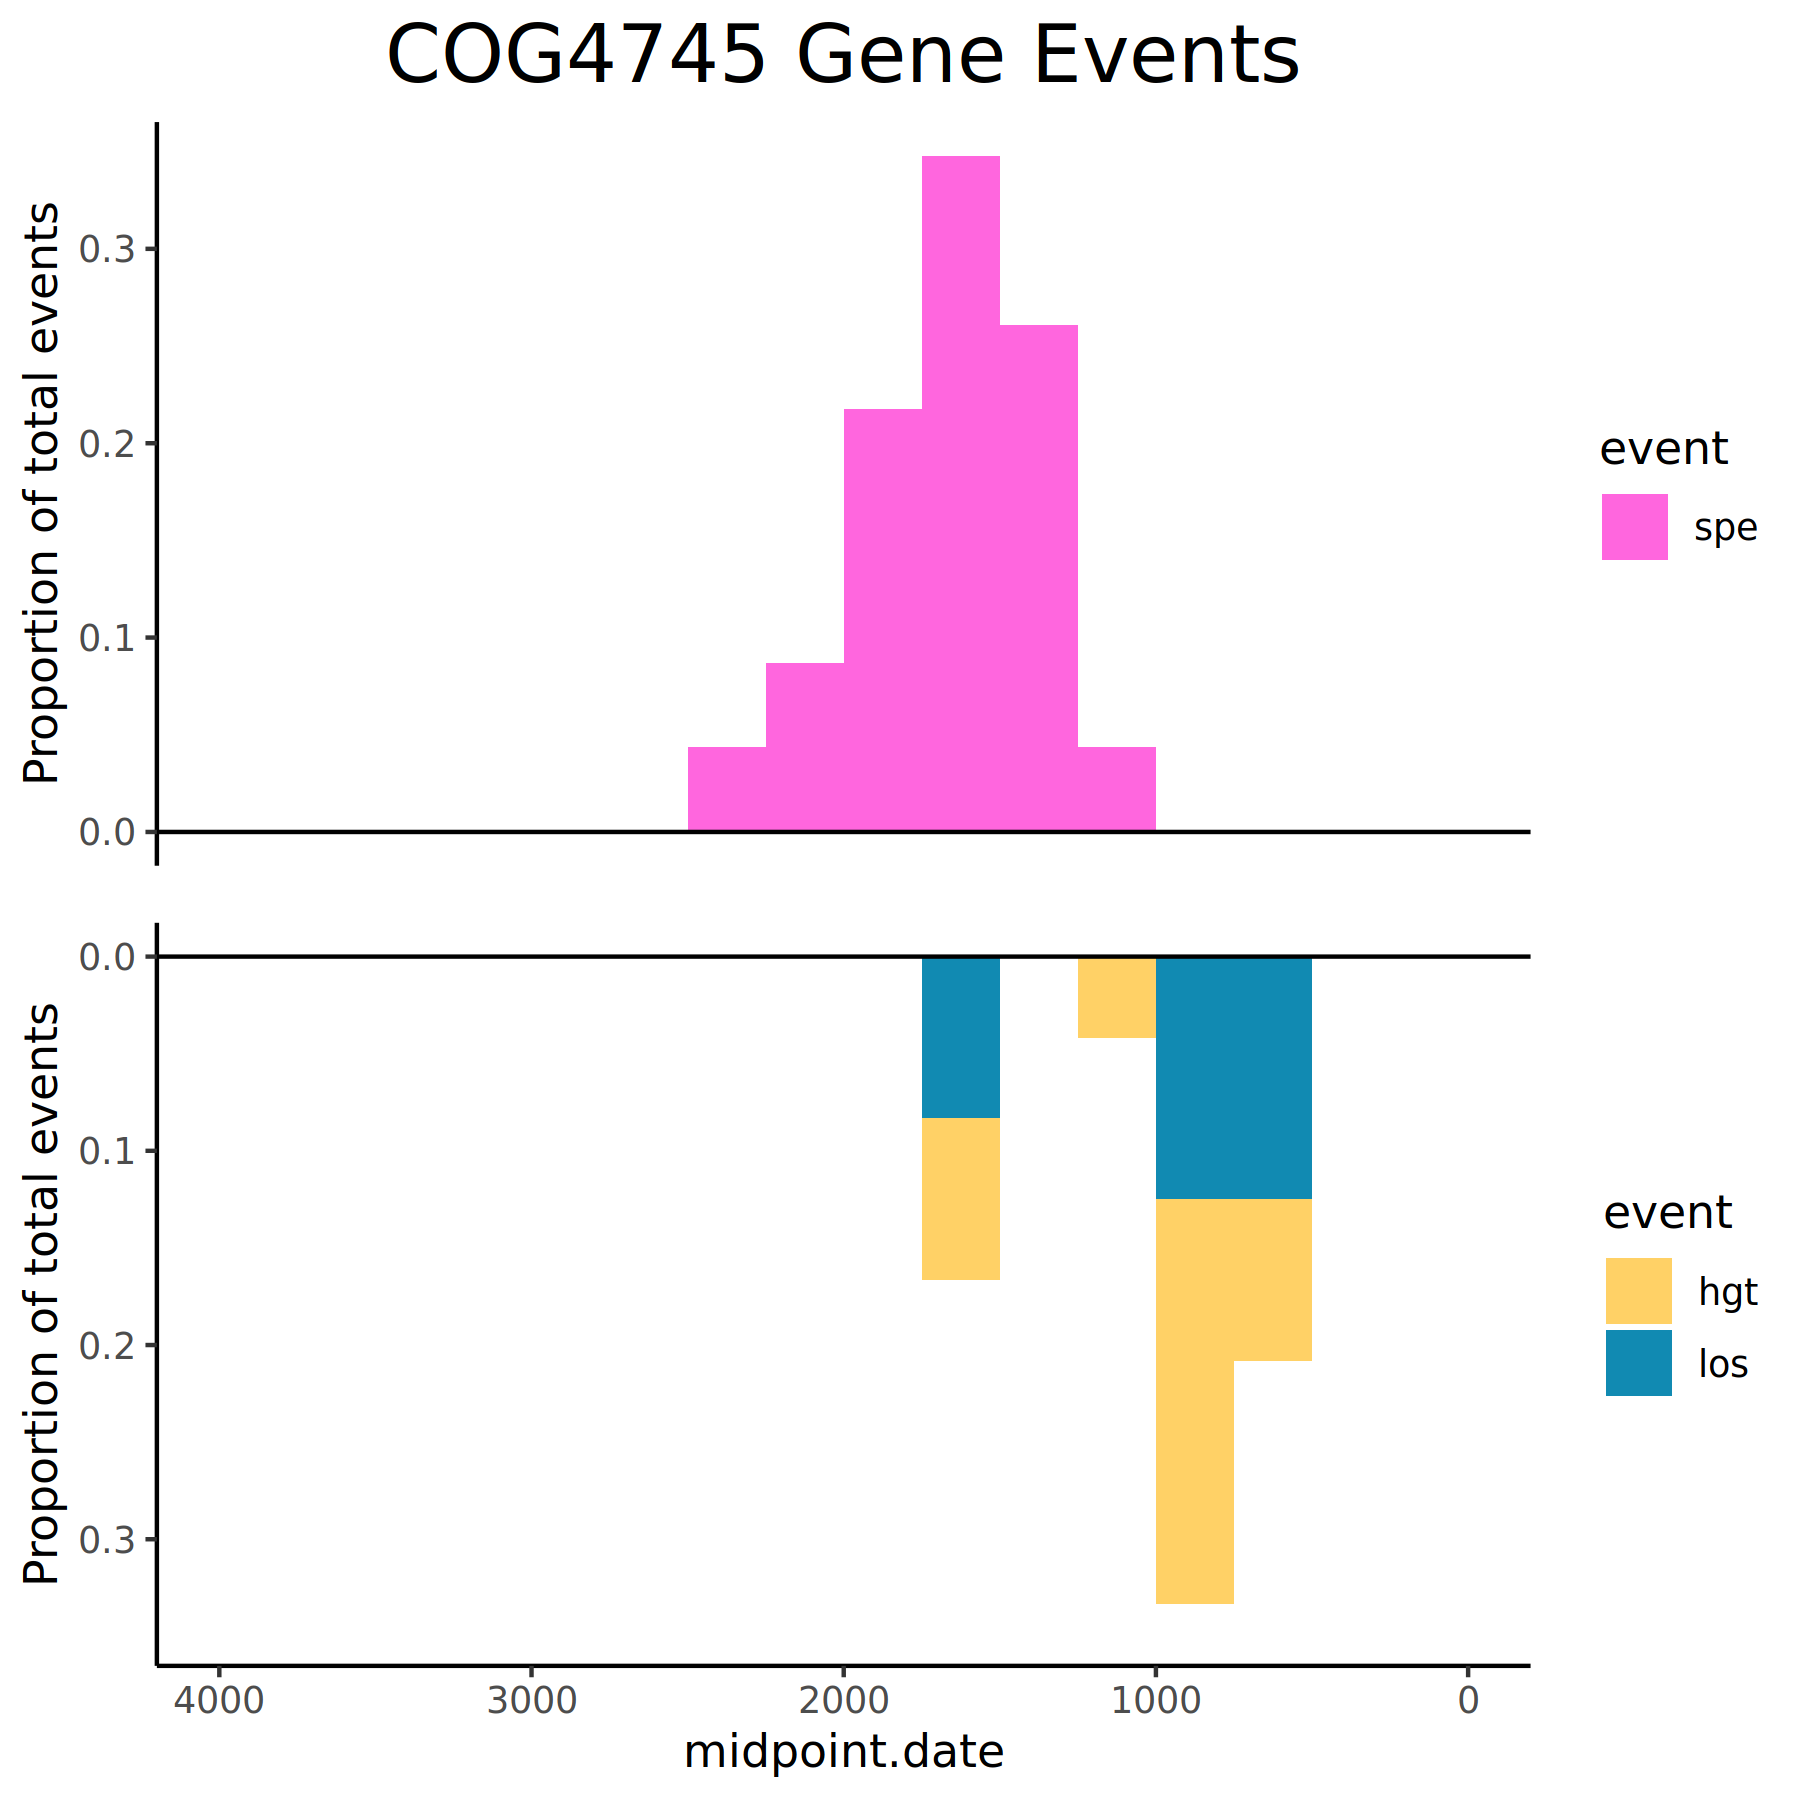 COG4745 Gene Events
Proportion of total events
0.3
0.2
0.1
0.0
event
spe
Proportion of total events
0.0
0.1
0.2
0.3
event
hgt
los
4000 3000 2000 1000 0
midpoint.date